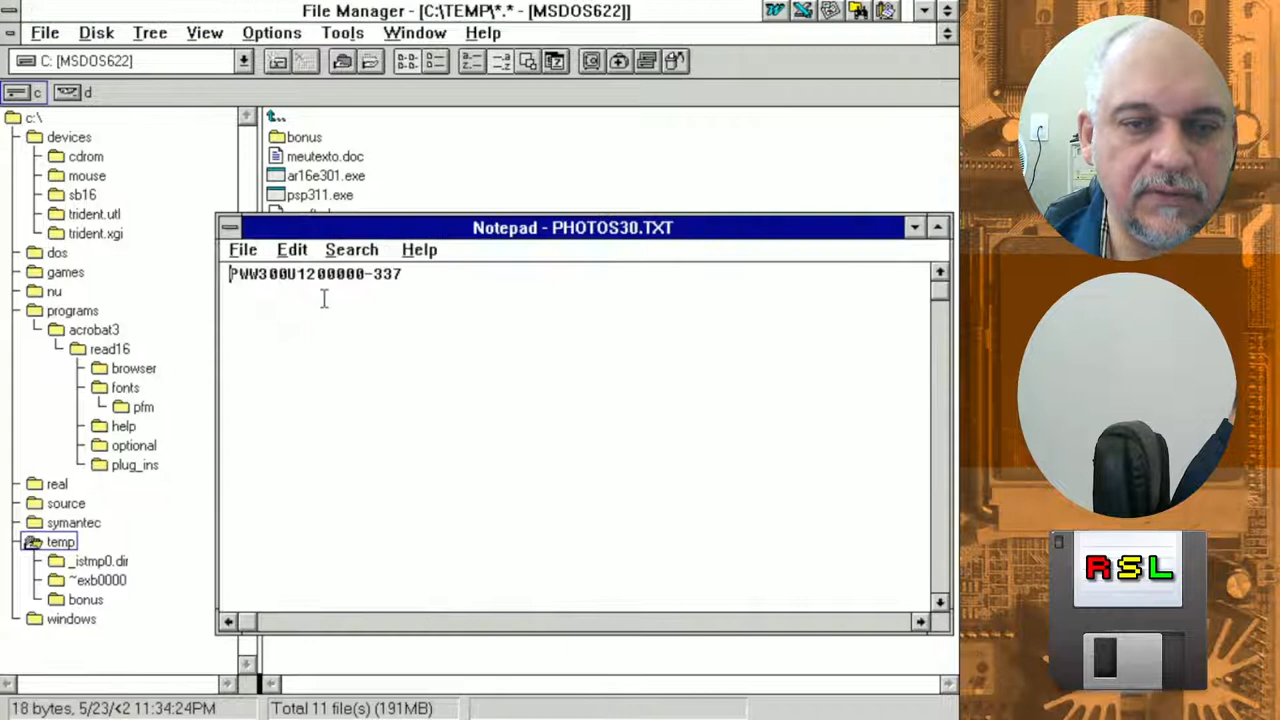 File Manager - [C:\TEMP\*.* - [MSDOS622]]
File Disk Tree View Options Tools Window Help
C: [MSDOS622]
c d
c:\
devices
cdrom
mouse
sb16
trident.utl
trident.xgi
dos
games
nu
programs
acrobat3
read16
browser
fonts
pfm
help
optional
plug_ins
real
source
symantec
temp
_istmp0.dir
~exb0000
bonus
windows
..
bonus
meutexto.doc
ar16e301.exe
psp311.exe
Notepad - PHOTOS30.TXT
File Edit Search Help
PWW300U1200000-337
18 bytes, 5/23/<2 11:34:24PM Total 11 file(s) (191MB)
RSL